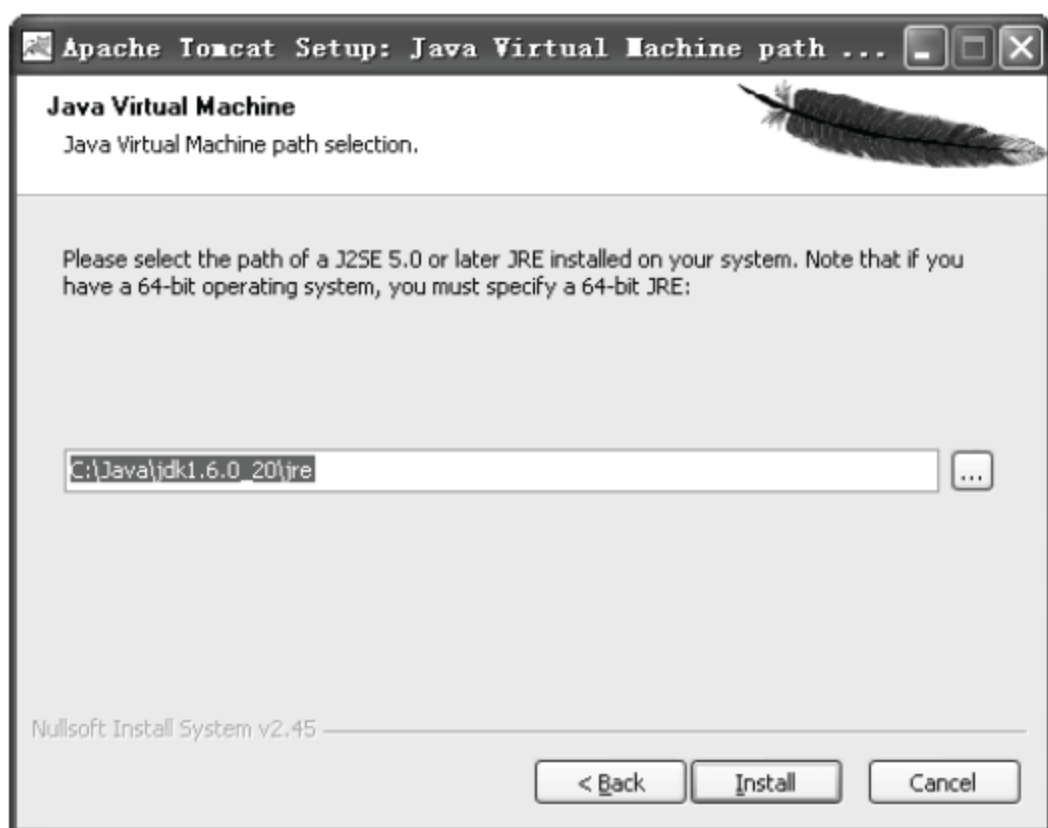 Apache Tomcat Setup: Java Virtual Machine path ...
Java Virtual Machine
Java Virtual Machine path selection.
Please select the path of a J2SE 5.0 or later JRE installed on your system. Note that if you
have a 64-bit operating system, you must specify a 64-bit JRE:
C:\Java\jdk1.6.0_20\jre
...
Nullsoft Install System v2.45
< Back
Install
Cancel